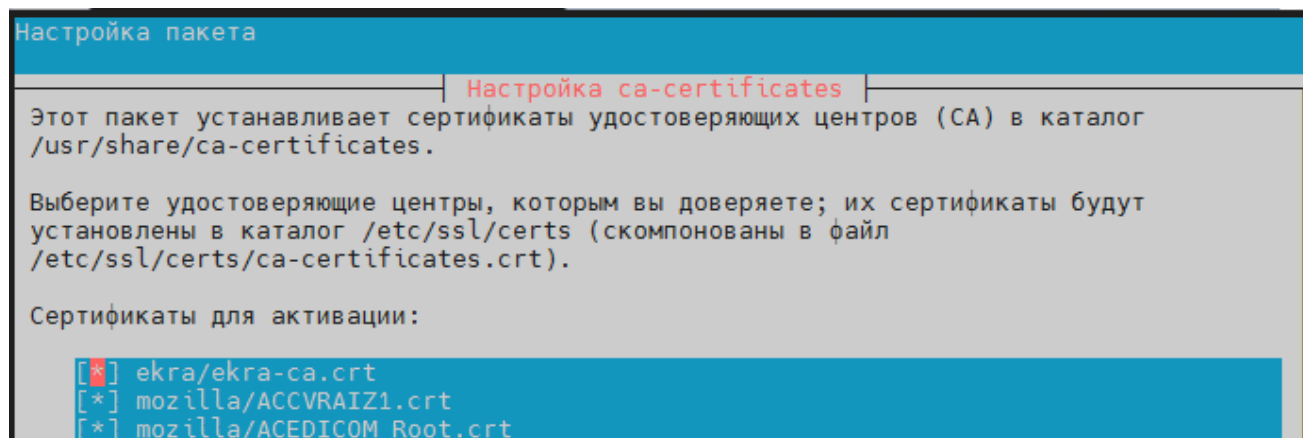 Настройка пакета
Настройка ca-certificates
Этот пакет устанавливает сертификаты удостоверяющих центров (CA) в каталог
/usr/share/ca-certificates.
Выберите удостоверяющие центры, которым вы доверяете; их сертификаты будут
установлены в каталог /etc/ssl/certs (скомпонованы в файл
/etc/ssl/certs/ca-certificates.crt).
Сертификаты для активации:
[*] ekra/ekra-ca.crt
[*] mozilla/ACCVRAIZ1.crt
[*] mozilla/ACEDICOM_Root.crt